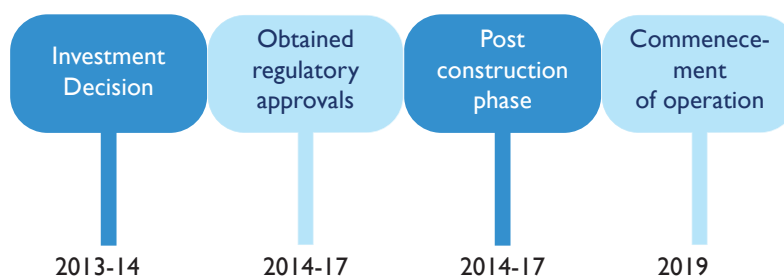 Investment
Decision
Obtained
regulatory
approvals
Post
construction
phase
Commenece-
ment
of operation
2013-14
2014-17
2014-17
2019